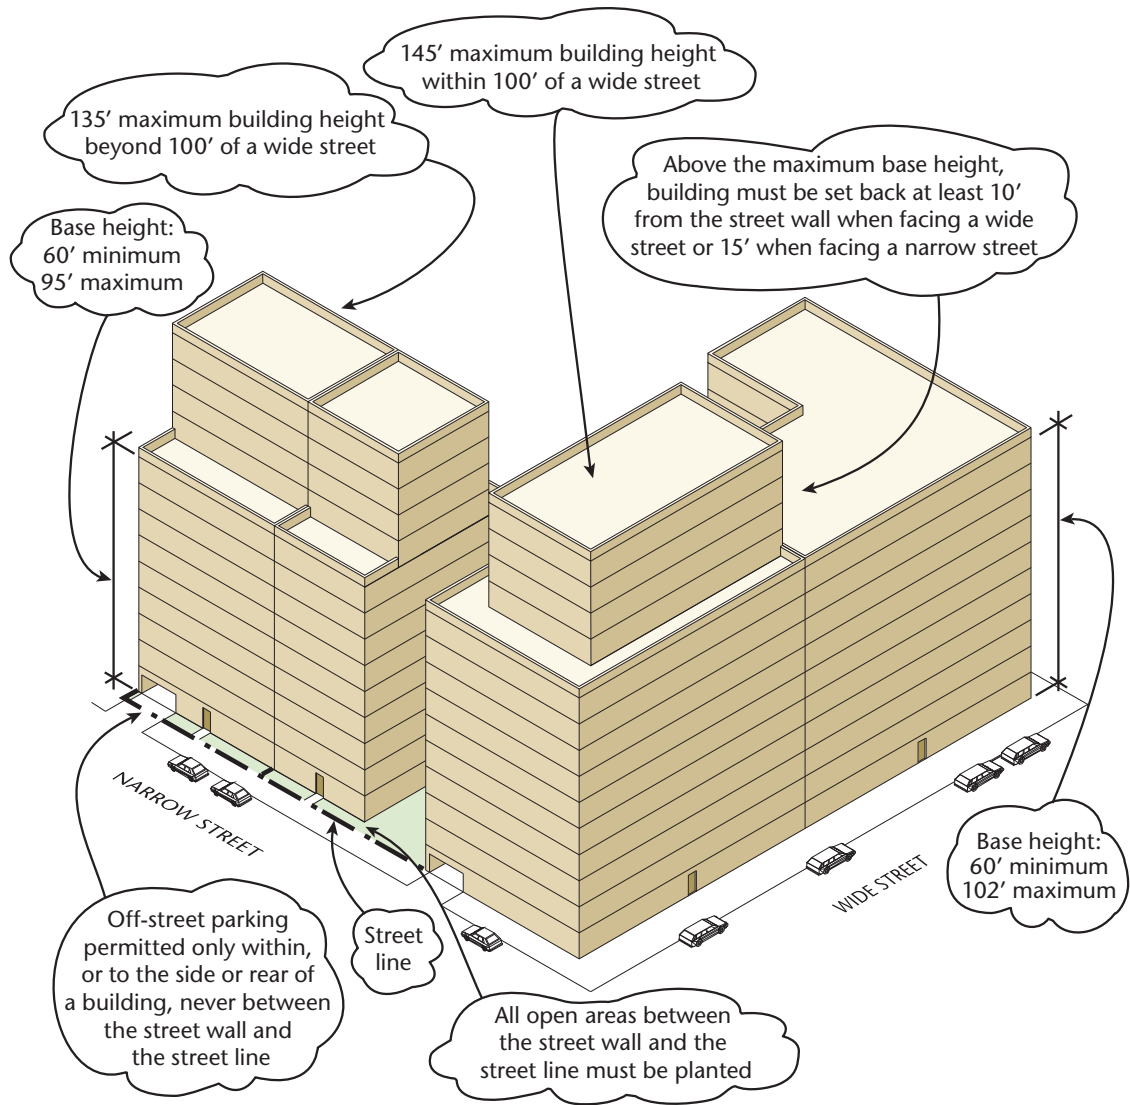 145′ maximum building height
within 100′ of a wide street
135′ maximum building height
beyond 100′ of a wide street
Above the maximum base height,
building must be set back at least 10′
from the street wall when facing a wide
street or 15′ when facing a narrow street
Base height:
60′ minimum
95′ maximum
NARROW STREET
WIDE STREET
Base height:
60′ minimum
102′ maximum
Off-street parking
permitted only within,
or to the side or rear of
a building, never between
the street wall and
the street line
Street
line
All open areas between
the street wall and the
street line must be planted